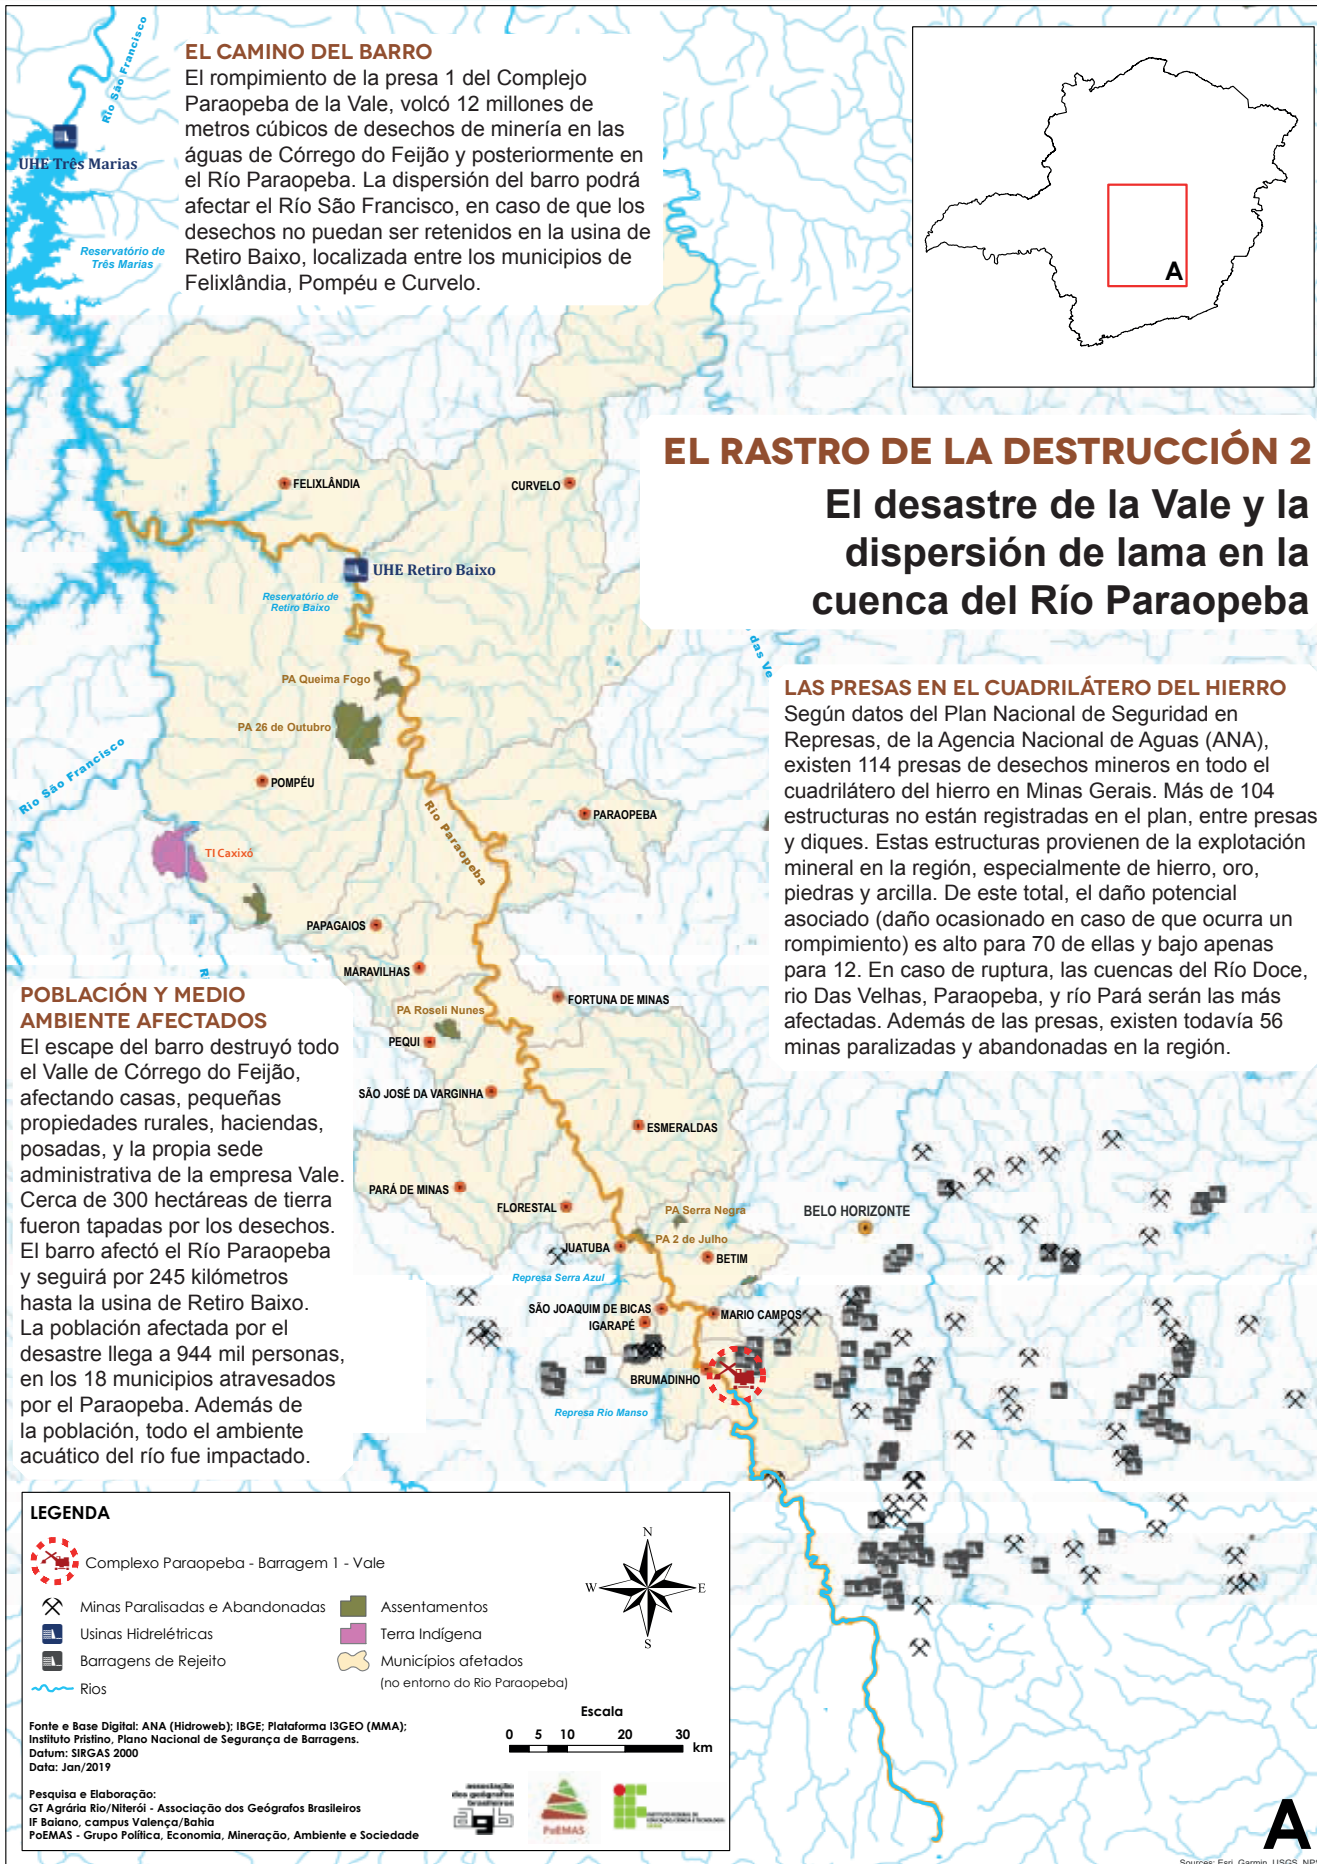 EL CAMINO DEL BARRO
El rompimiento de la presa 1 del Complejo
Paraopeba de la Vale, volcó 12 millones de
metros cúbicos de desechos de minería en las
águas de Córrego do Feijão y posteriormente en
el Río Paraopeba. La dispersión del barro podrá
afectar el Río São Francisco, en caso de que los
desechos no puedan ser retenidos en la usina de
Retiro Baixo, localizada entre los municipios de
Felixlândia, Pompéu e Curvelo.
Rio São Francisco
UHE Três Marias
Reservatório de
Três Marias
A
EL RASTRO DE LA DESTRUCCIÓN 2
El desastre de la Vale y la
dispersión de lama en la
cuenca del Río Paraopeba
FELIXLÂNDIA
CURVELO
UHE Retiro Baixo
Reservatório de
Retiro Baixo
das Ve
PA Queima Fogo
PA 26 de Outubro
POMPÉU
Rio São Francisco
Rio Paraopeba
PARAOPEBA
TI Caxixó
PAPAGAIOS
MARAVILHAS
FORTUNA DE MINAS
PA Roseli Nunes
PEQUI
SÃO JOSÉ DA VARGINHA
ESMERALDAS
PARÁ DE MINAS
FLORESTAL
PA Serra Negra
PA 2 de Julho
BELO HORIZONTE
JUATUBA
BETIM
Represa Serra Azul
SÃO JOAQUIM DE BICAS
IGARAPÉ
MARIO CAMPOS
BRUMADINHO
Represa Rio Manso
LAS PRESAS EN EL CUADRILÁTERO DEL HIERRO
Según datos del Plan Nacional de Seguridad en
Represas, de la Agencia Nacional de Aguas (ANA),
existen 114 presas de desechos mineros en todo el
cuadrilátero del hierro en Minas Gerais. Más de 104
estructuras no están registradas en el plan, entre presas
y diques. Estas estructuras provienen de la explotación
mineral en la región, especialmente de hierro, oro,
piedras y arcilla. De este total, el daño potencial
asociado (daño ocasionado en caso de que ocurra un
rompimiento) es alto para 70 de ellas y bajo apenas
para 12. En caso de ruptura, las cuencas del Río Doce,
rio Das Velhas, Paraopeba, y río Pará serán las más
afectadas. Además de las presas, existen todavía 56
minas paralizadas y abandonadas en la región.
R
POBLACIÓN Y MEDIO
AMBIENTE AFECTADOS
El escape del barro destruyó todo
el Valle de Córrego do Feijão,
afectando casas, pequeñas
propiedades rurales, haciendas,
posadas, y la propia sede
administrativa de la empresa Vale.
Cerca de 300 hectáreas de tierra
fueron tapadas por los desechos.
El barro afectó el Río Paraopeba
y seguirá por 245 kilómetros
hasta la usina de Retiro Baixo.
La población afectada por el
desastre llega a 944 mil personas,
en los 18 municipios atravesados
por el Paraopeba. Además de
la población, todo el ambiente
acuático del río fue impactado.
LEGENDA
Complexo Paraopeba - Barragem 1 - Vale
Minas Paralisadas e Abandonadas
Usinas Hidrelétricas
Barragens de Rejeito
Rios
Assentamentos
Terra Indígena
Municípios afetados
(no entorno do Rio Paraopeba)
N
W E
S
Escala
0 5 10 20 30
km
Fonte e Base Digital: ANA (Hidroweb); IBGE; Plataforma I3GEO (MMA);
Instituto Pristino, Plano Nacional de Segurança de Barragens.
Datum: SIRGAS 2000
Data: Jan/2019
Pesquisa e Elaboração:
GT Agrária Rio/Niterói - Associação dos Geógrafos Brasileiros
IF Baiano, campus Valença/Bahia
PoEMAS - Grupo Política, Economia, Mineração, Ambiente e Sociedade
associação
dos geógrafos
brasileiros
agb
PoEMAS
A
Sources: Esri, Garmin, USGS, NPS